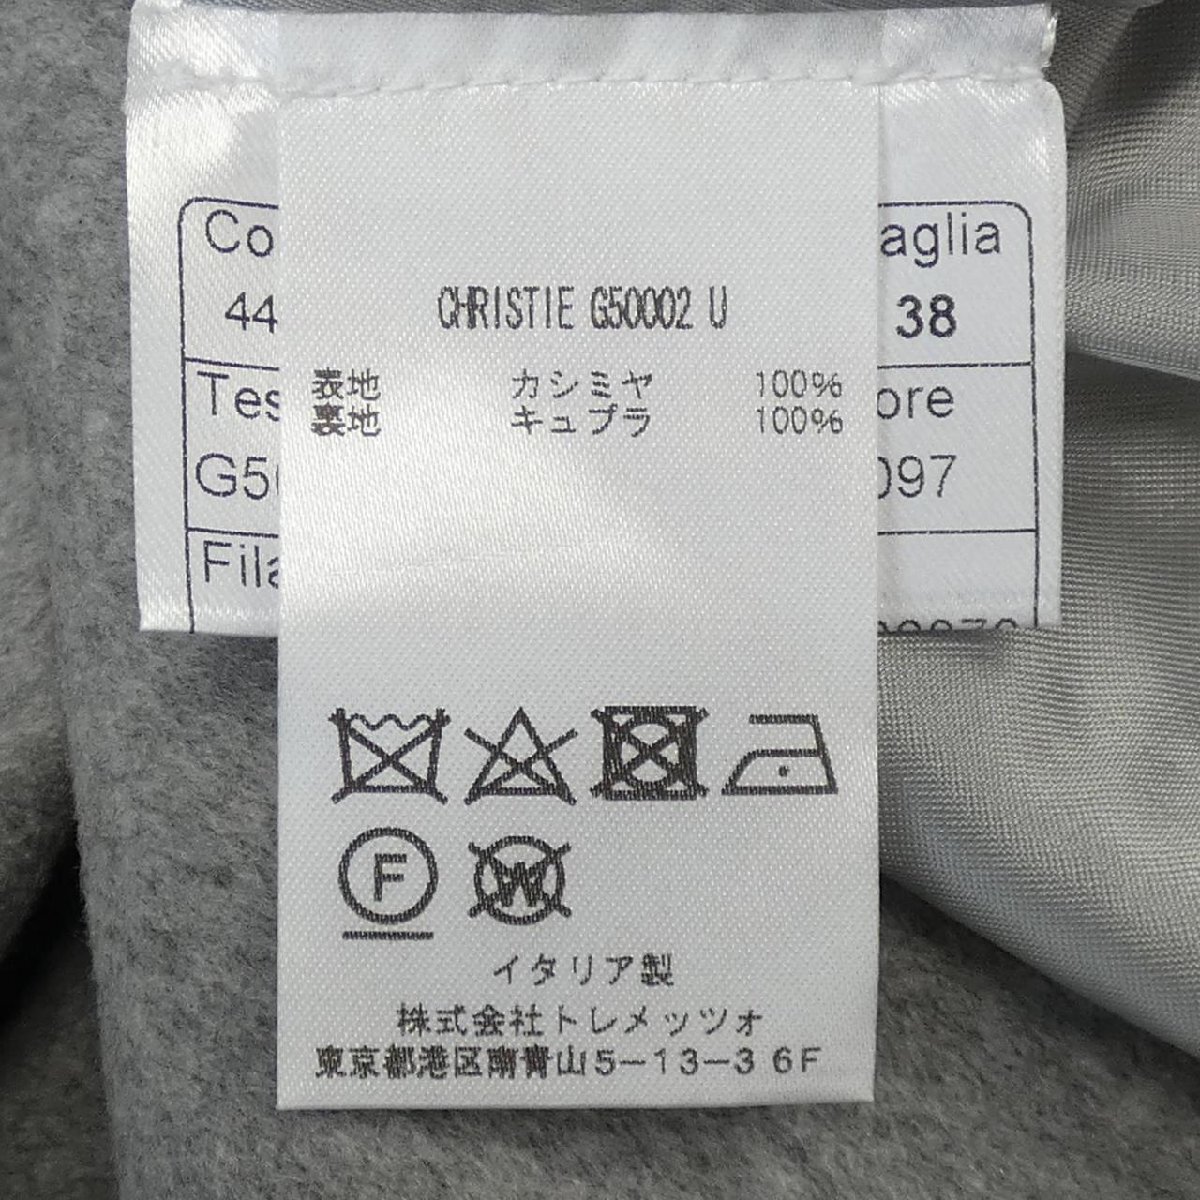 CHRISTIE G50002 U
表地 カシミヤ 100%
裏地 キュプラ 100%
F
W
イタリア製
株式会社トレメッツォ
東京都港区南青山5-13-3 6F
Co
aglia
44
38
Tes
ore
G50
097
Fila